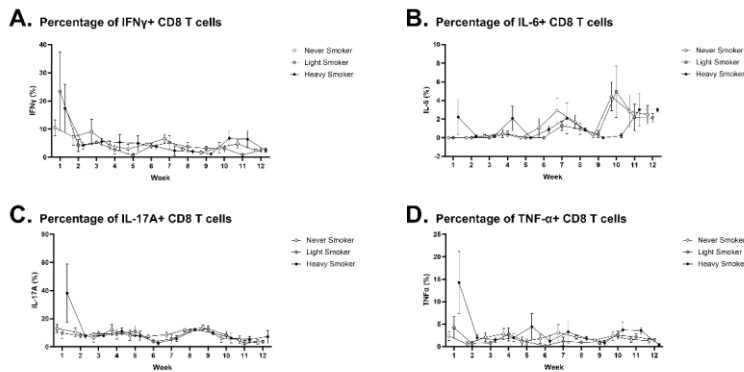 A. Percentage of IFNγ+ CD8 T cells
40
30
20
10
0
IFNγ (%)
1 2 3 4 5 6 7 8 9 10 11 12
Week
Never Smoker
Light Smoker
Heavy Smoker
B. Percentage of IL-6+ CD8 T cells
10
8
6
4
2
0
-2
IL-6 (%)
1 2 3 4 5 6 7 8 9 10 11 12
Week
Never Smoker
Light Smoker
Heavy Smoker
C. Percentage of IL-17A+ CD8 T cells
80
60
40
20
0
IL-17A (%)
1 2 3 4 5 6 7 8 9 10 11 12
Week
Never Smoker
Light Smoker
Heavy Smoker
D. Percentage of TNF-α+ CD8 T cells
25
20
15
10
5
0
TNFα (%)
1 2 3 4 5 6 7 8 9 10 11 12
Week
Never Smoker
Light Smoker
Heavy Smoker